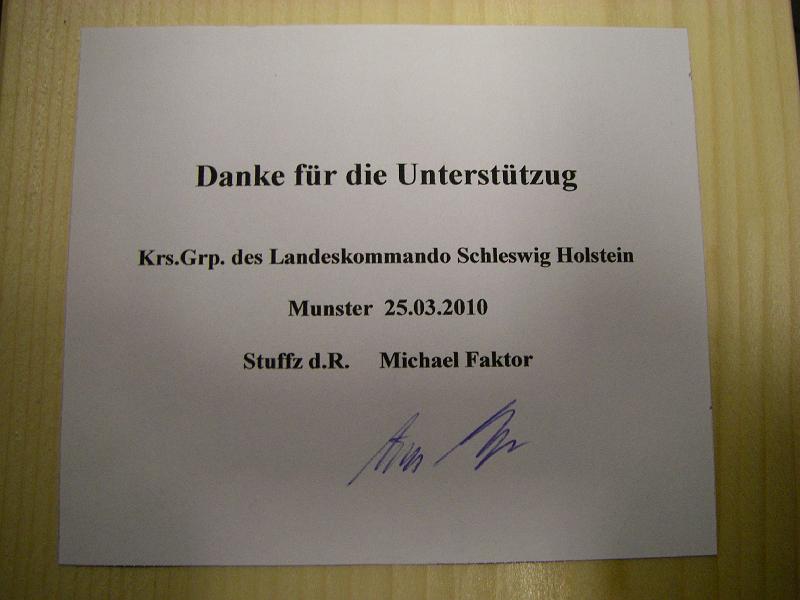 Danke für die Unterstützug
Krs.Grp. des Landeskommando Schleswig Holstein
Munster 25.03.2010
Stuffz d.R. Michael Faktor